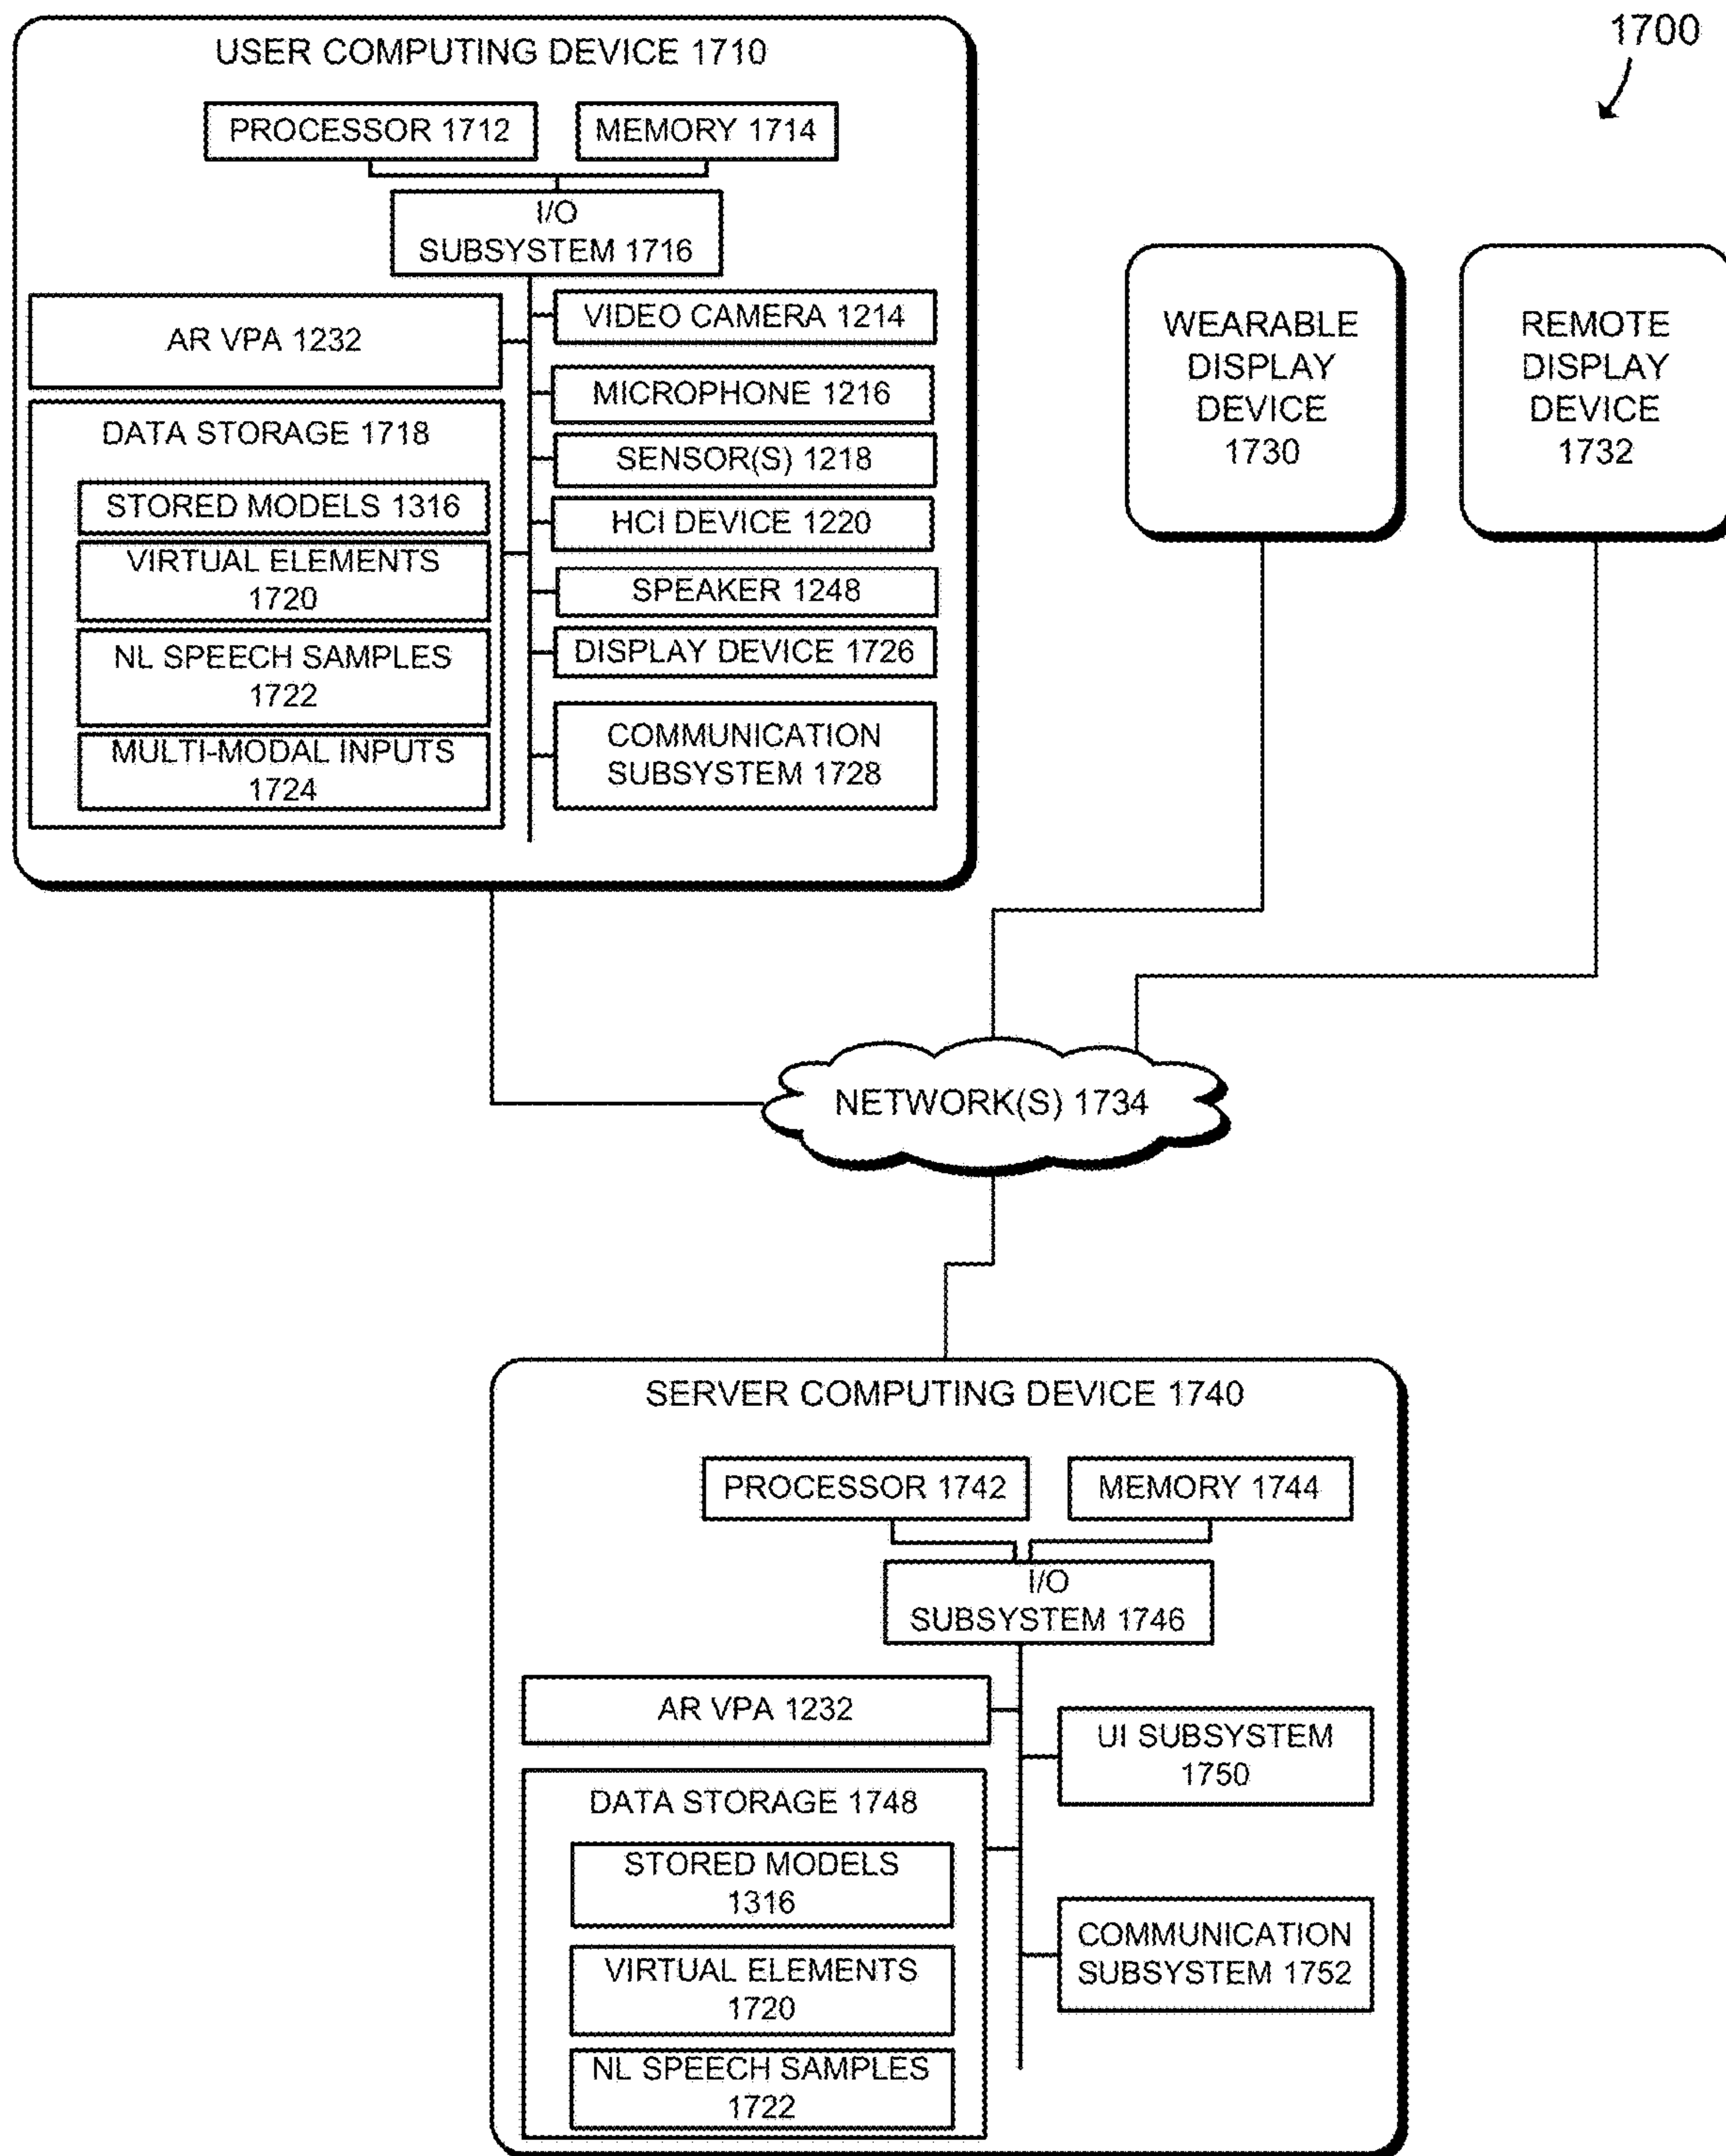 1700
USER COMPUTING DEVICE 1710
PROCESSOR 1712
MEMORY 1714
I/O
SUBSYSTEM 1716
AR VPA 1232
DATA STORAGE 1718
STORED MODELS 1316
VIRTUAL ELEMENTS
1720
NL SPEECH SAMPLES
1722
MULTI-MODAL INPUTS
1724
VIDEO CAMERA 1214
MICROPHONE 1216
SENSOR(S) 1218
HCI DEVICE 1220
SPEAKER 1248
DISPLAY DEVICE 1726
COMMUNICATION
SUBSYSTEM 1728
WEARABLE
DISPLAY
DEVICE
1730
REMOTE
DISPLAY
DEVICE
1732
NETWORK(S) 1734
SERVER COMPUTING DEVICE 1740
PROCESSOR 1742
MEMORY 1744
I/O
SUBSYSTEM 1746
AR VPA 1232
DATA STORAGE 1748
STORED MODELS
1316
VIRTUAL ELEMENTS
1720
NL SPEECH SAMPLES
1722
UI SUBSYSTEM
1750
COMMUNICATION
SUBSYSTEM 1752